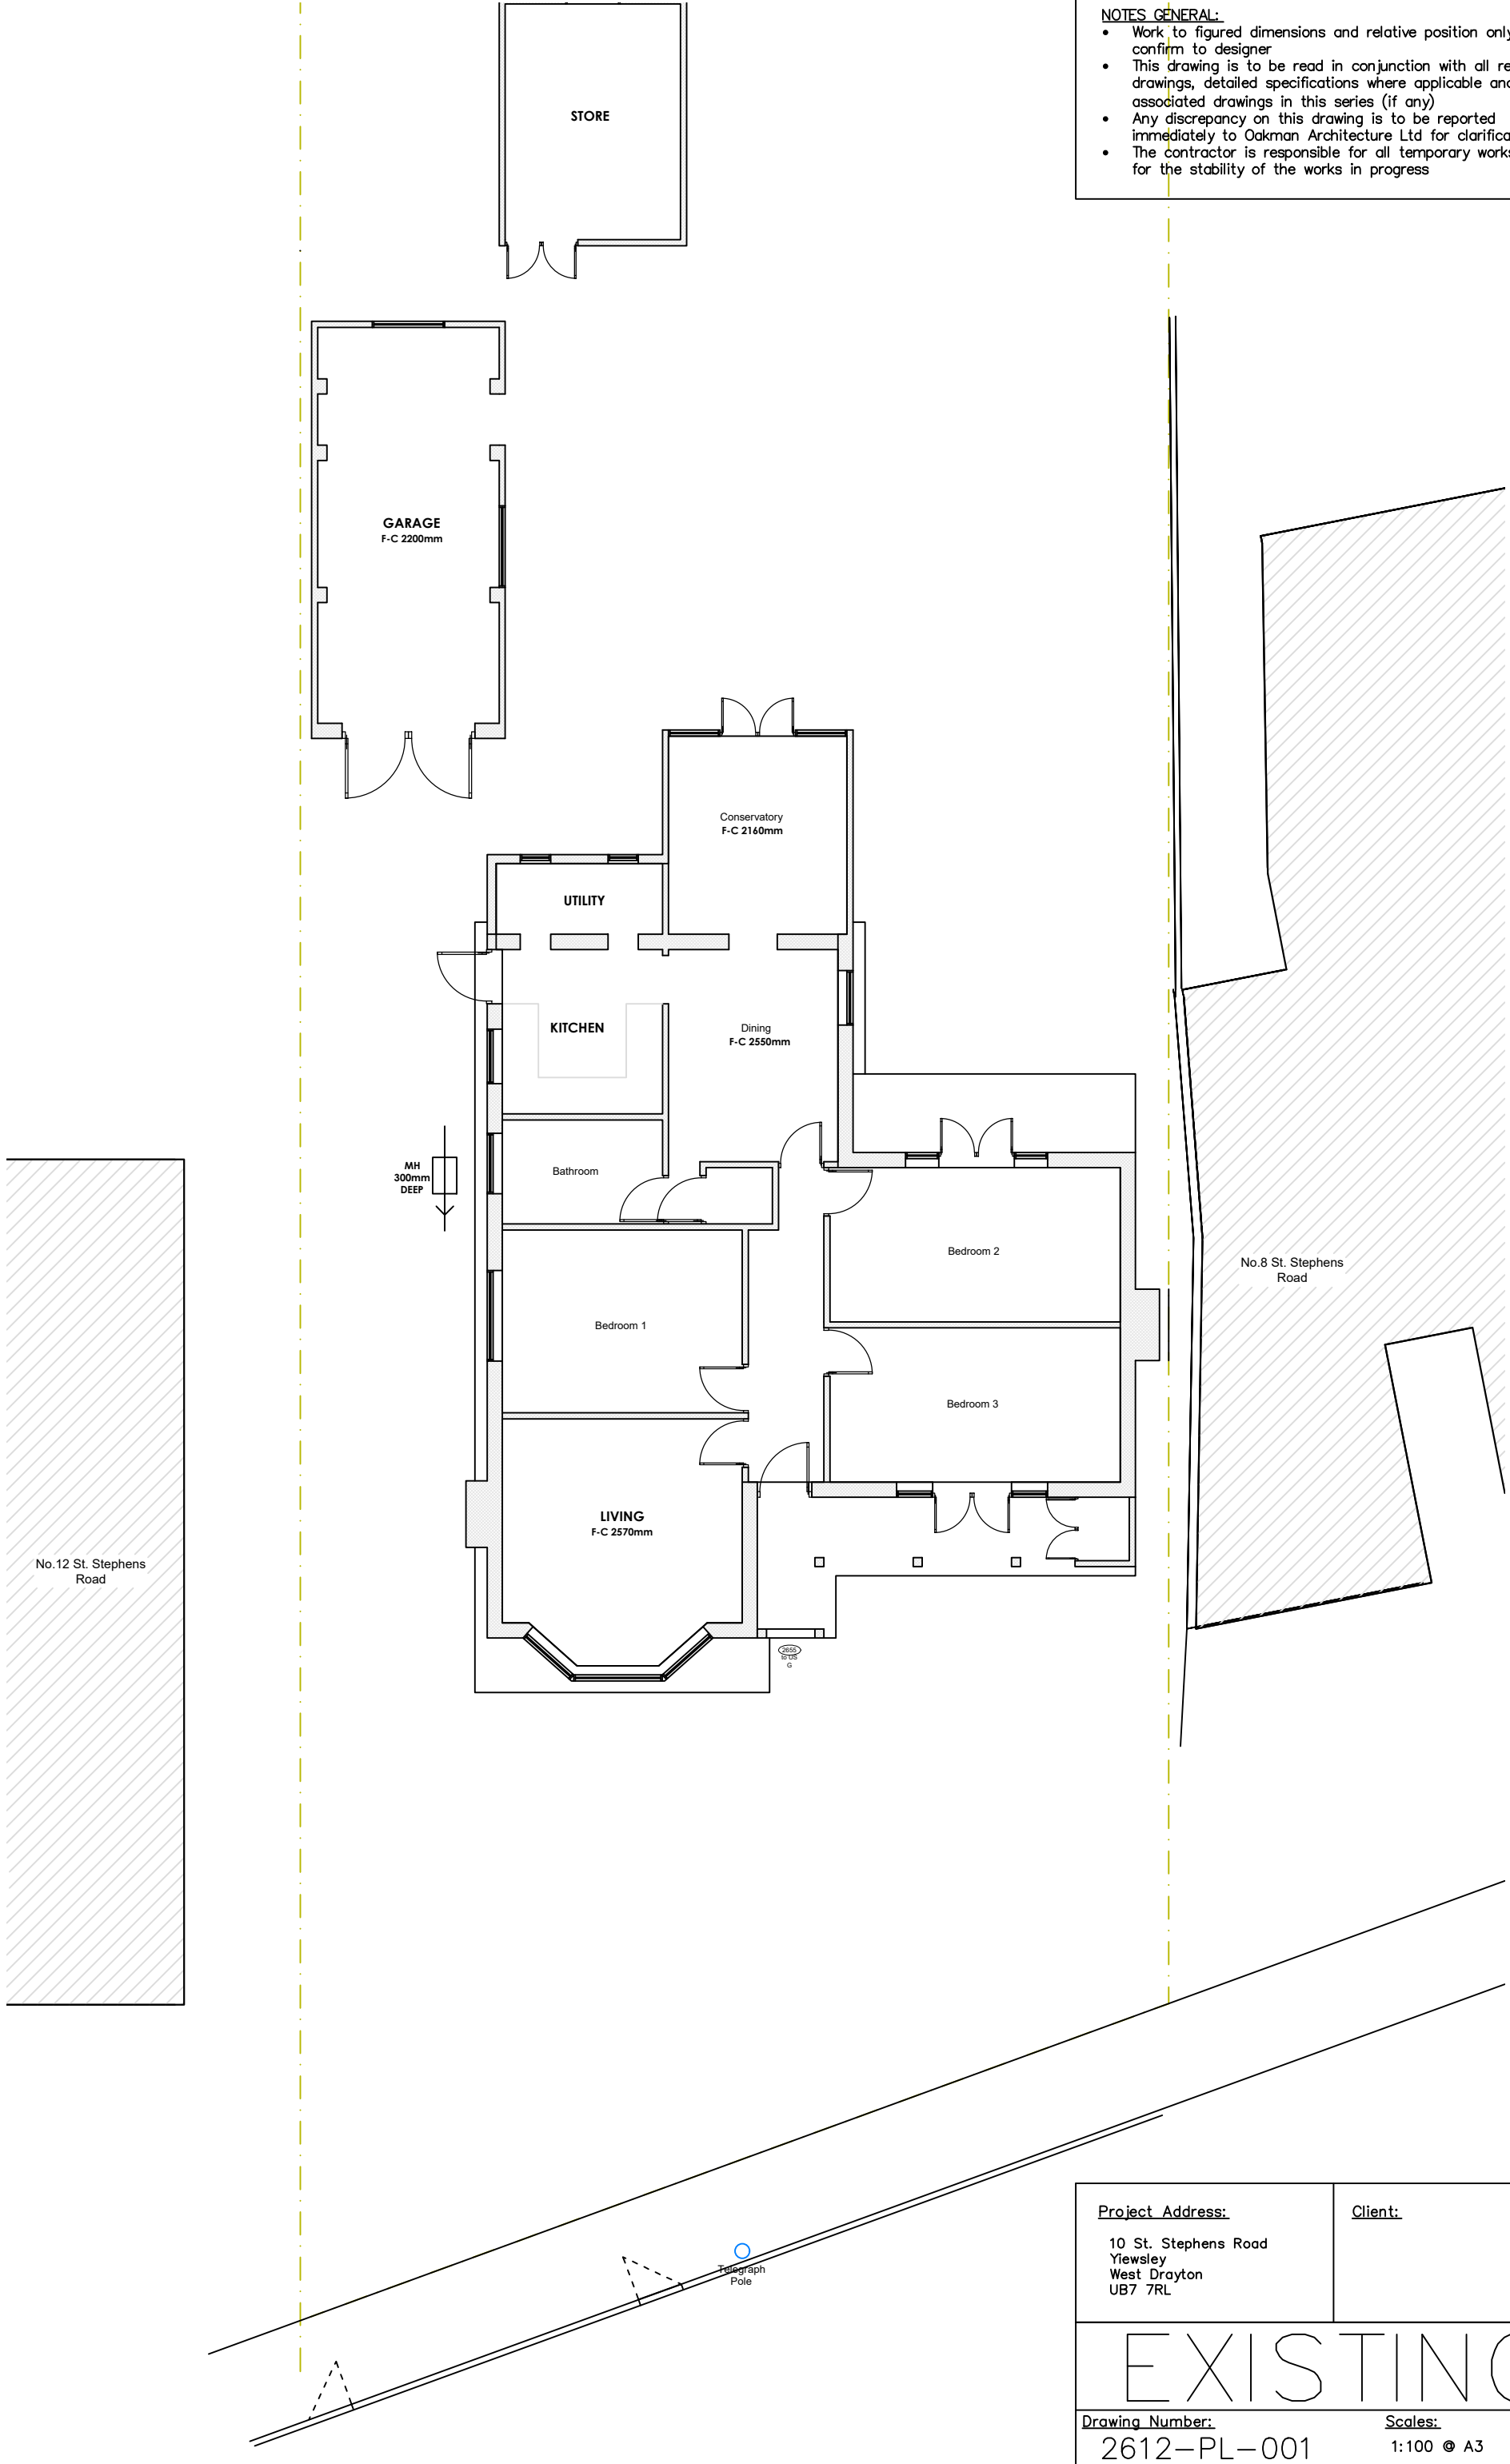 NOTES GENERAL:
• Work to figured dimensions and relative position only
confirm to designer
• This drawing is to be read in conjunction with all re
drawings, detailed specifications where applicable and
associated drawings in this series (if any)
• Any discrepancy on this drawing is to be reported
immediately to Oakman Architecture Ltd for clarifica
• The contractor is responsible for all temporary works
for the stability of the works in progress
STORE
GARAGE
F-C 2200mm
Conservatory
F-C 2160mm
UTILITY
KITCHEN
Dining
F-C 2550mm
MH
300mm
DEEP
Bathroom
Bedroom 2
No.8 St. Stephens
Road
Bedroom 1
Bedroom 3
LIVING
F-C 2570mm
No.12 St. Stephens
Road
2655
to US
G
Telegraph
Pole
Project Address:
10 St. Stephens Road
Yiewsley
West Drayton
UB7 7RL
Client:
EXISTING
Drawing Number:
2612-PL-001
Scales:
1:100 @ A3